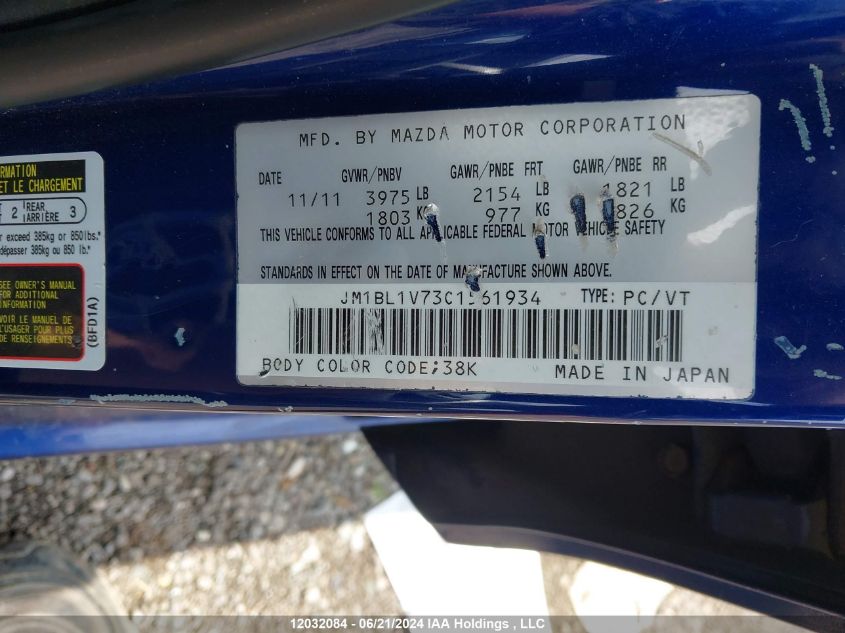 RMATION
ET LE CHARGEMENT
2 REAR ARRIÈRE 3
r exceed 385kg or 850lbs."
dépasser 385kg ou 850 lb."
SEE OWNER'S MANUAL
FOR ADDITIONAL
INFORMATION
LE MANUEL DE
L'USAGER POUR PLUS
DE RENSEIGNEMENTS
(BFD1A)
MFD. BY MAZDA MOTOR CORPORATION
DATE GVWR/PNBV GAWR/PNBE FRT GAWR/PNBE RR
11/11 3975 LB 2154 LB 1821 LB
1803 KG 977 KG 826 KG
THIS VEHICLE CONFORMS TO ALL APPLICABLE FEDERAL MOTOR VEHICLE SAFETY
STANDARDS IN EFFECT ON THE DATE OF MANUFACTURE SHOWN ABOVE.
JM1BL1V73C1561934 TYPE: PC/VT
BODY COLOR CODE;38K MADE IN JAPAN
12032084 - 06/21/2024 IAA Holdings , LLC